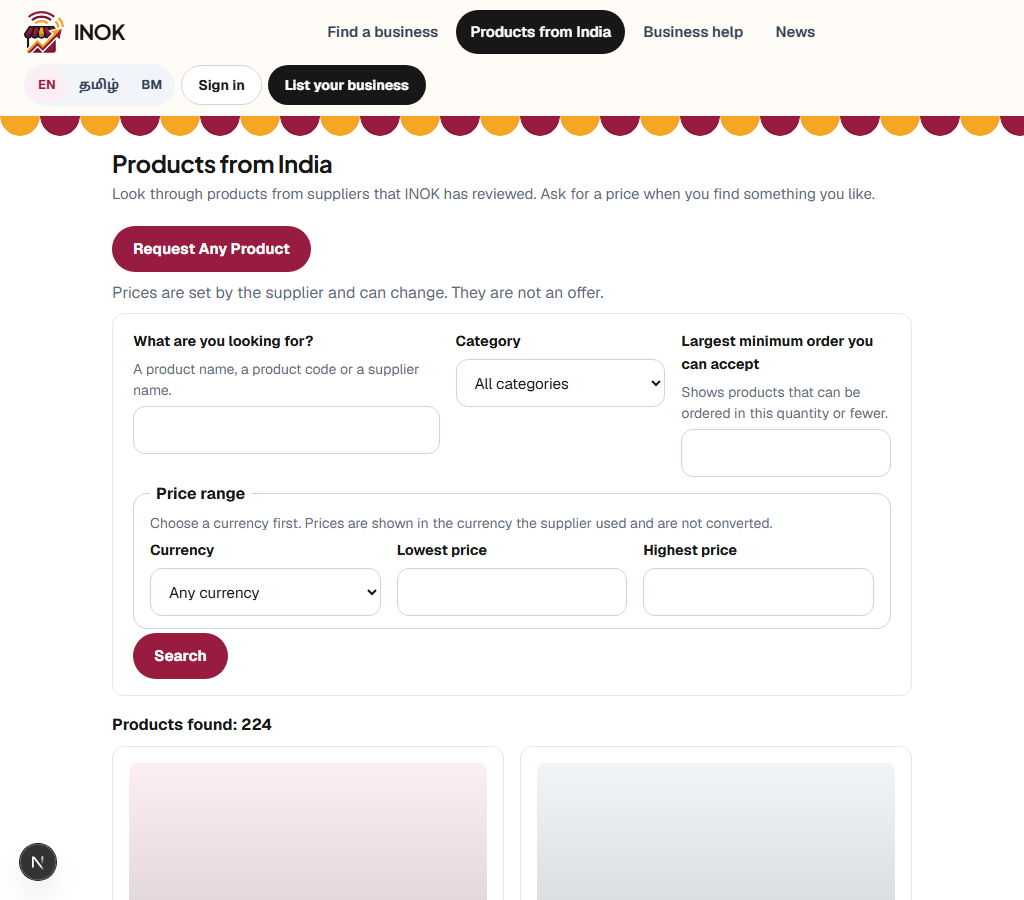 INOK
Find a business
Products from India
Business help
News
EN
தமிழ்
BM
Sign in
List your business
Products from India
Look through products from suppliers that INOK has reviewed. Ask for a price when you find something you like.
Request Any Product
Prices are set by the supplier and can change. They are not an offer.
What are you looking for?
A product name, a product code or a supplier
name.
Category
All categories
Largest minimum order you
can accept
Shows products that can be
ordered in this quantity or fewer.
Price range
Choose a currency first. Prices are shown in the currency the supplier used and are not converted.
Currency
Any currency
Lowest price
Highest price
Search
Products found: 224
N